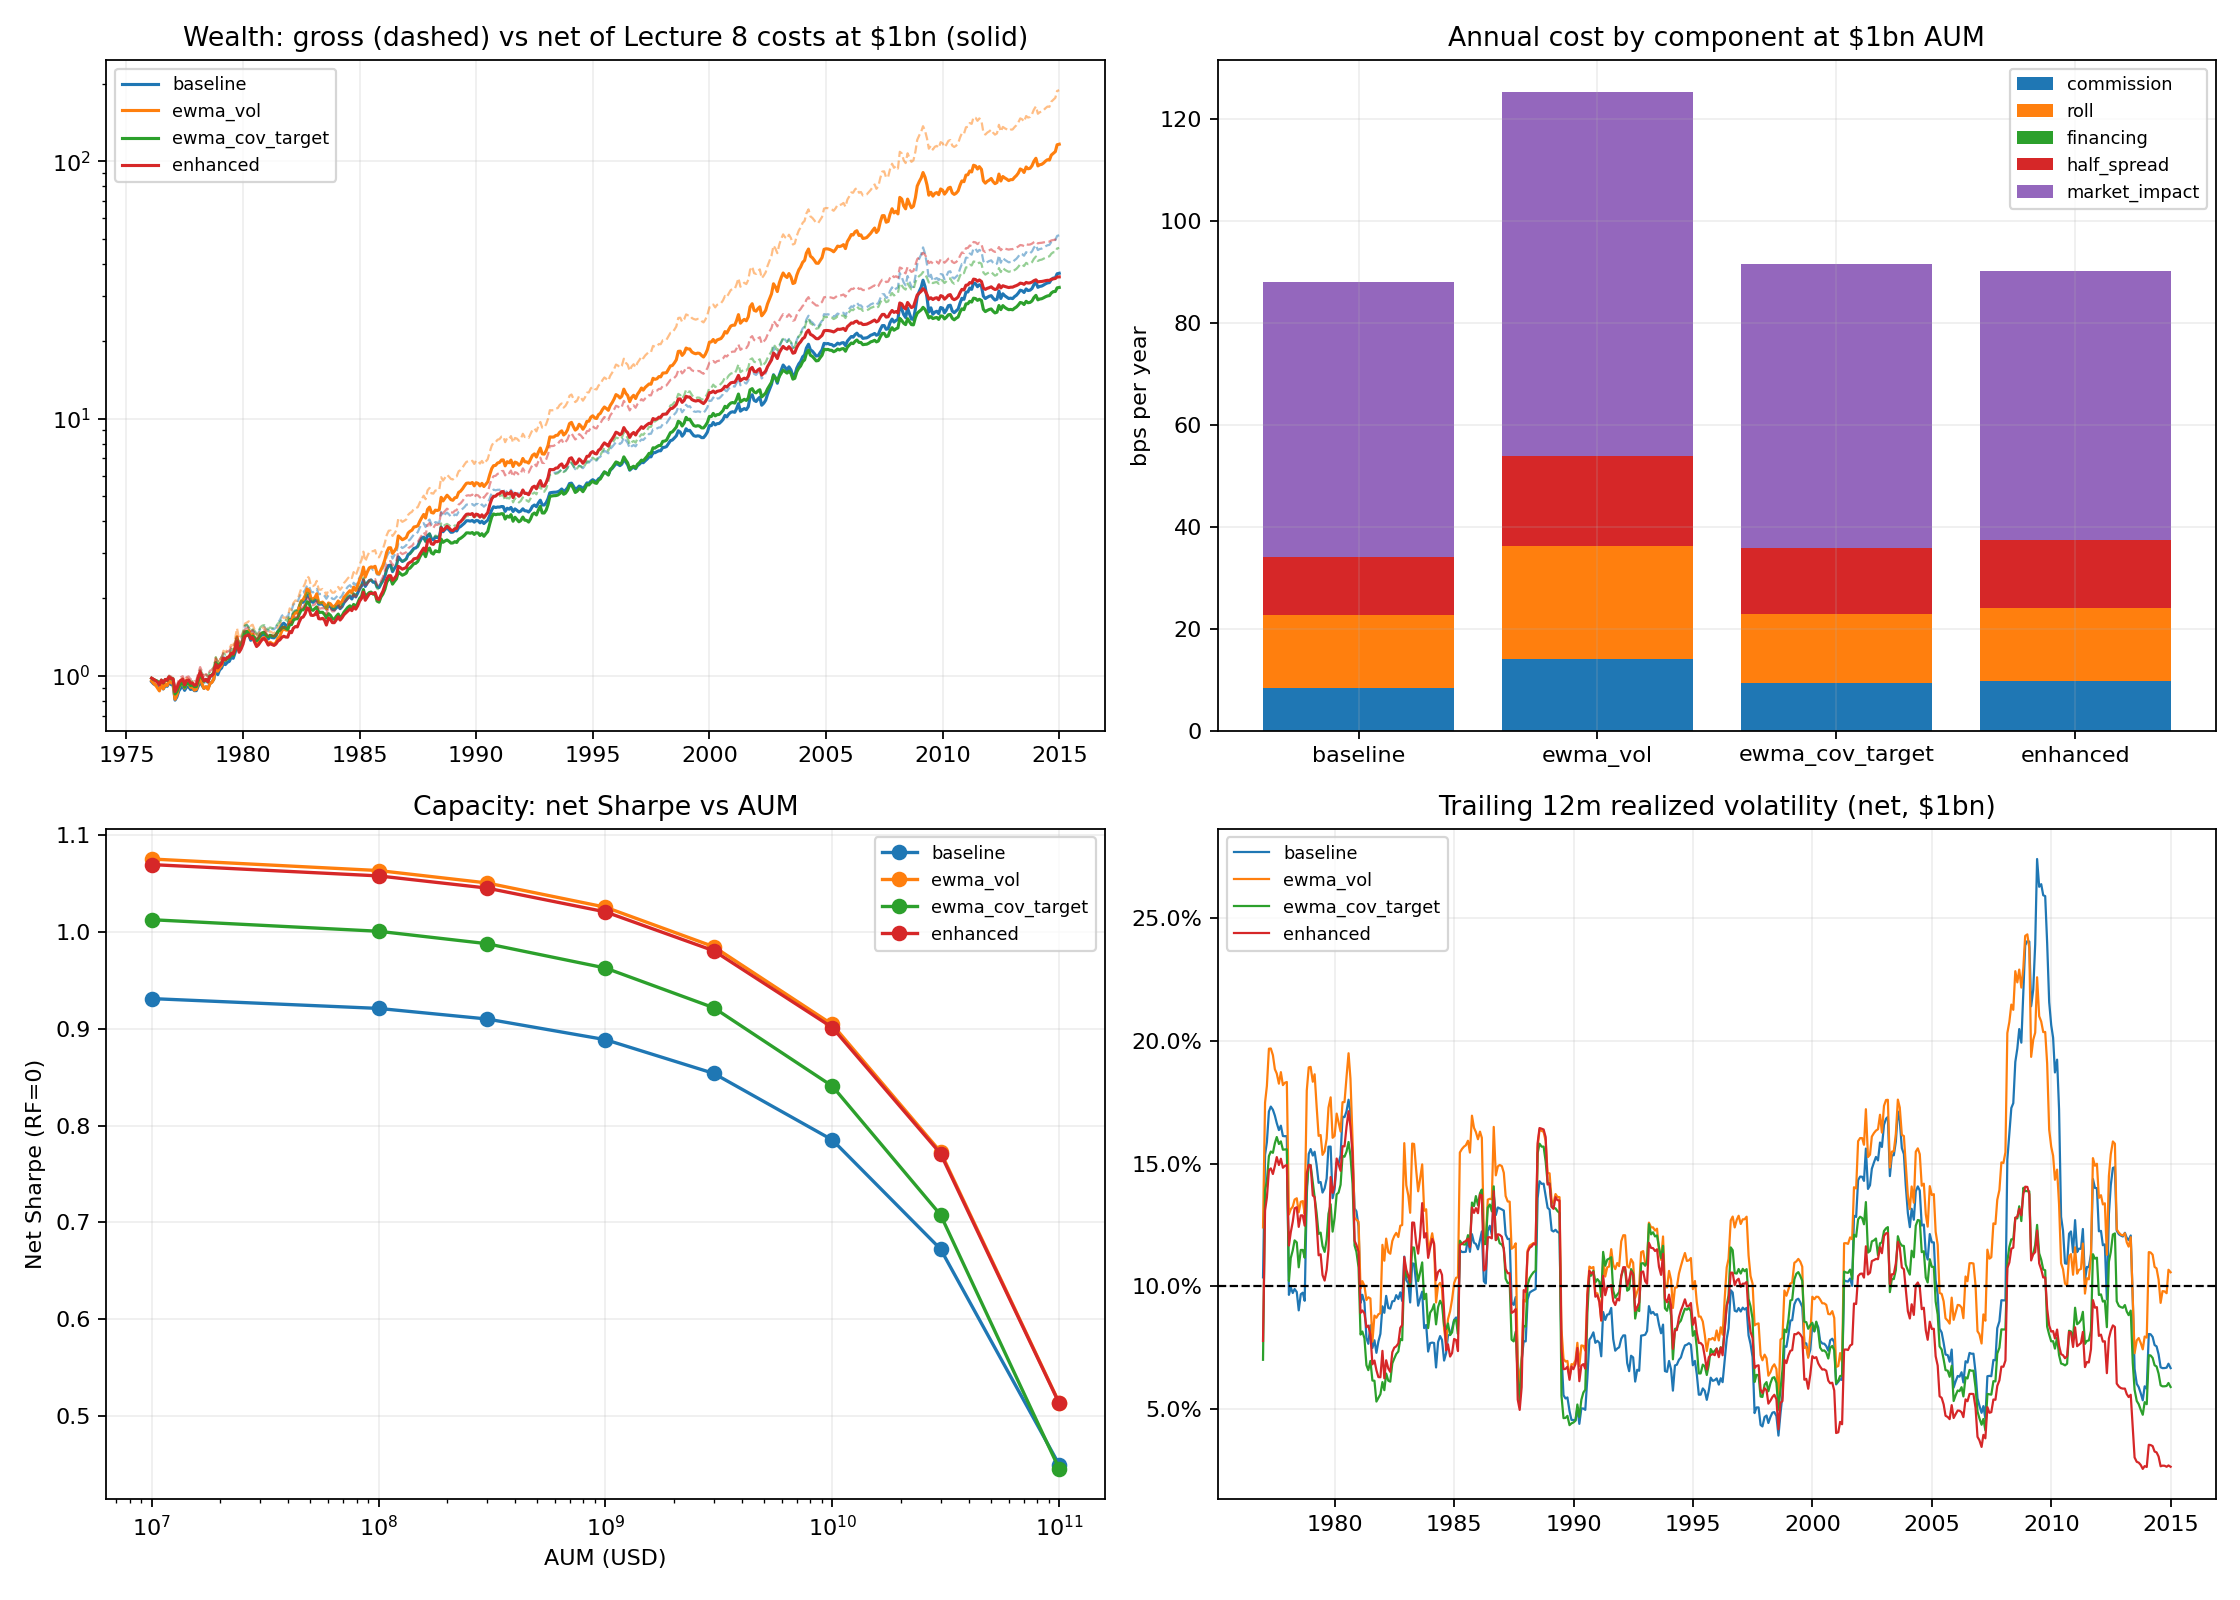 Wealth: gross (dashed) vs net of Lecture 8 costs at $1bn (solid)
baseline
ewma_vol
ewma_cov_target
enhanced
10²
10¹
10⁰
1975 1980 1985 1990 1995 2000 2005 2010 2015
Annual cost by component at $1bn AUM
commission
roll
financing
half_spread
market_impact
bps per year
120
100
80
60
40
20
0
baseline ewma_vol ewma_cov_target enhanced
Capacity: net Sharpe vs AUM
baseline
ewma_vol
ewma_cov_target
enhanced
Net Sharpe (RF=0)
1.1
1.0
0.9
0.8
0.7
0.6
0.5
10⁷ 10⁸ 10⁹ 10¹⁰ 10¹¹
AUM (USD)
Trailing 12m realized volatility (net, $1bn)
baseline
ewma_vol
ewma_cov_target
enhanced
25.0%
20.0%
15.0%
10.0%
5.0%
1980 1985 1990 1995 2000 2005 2010 2015